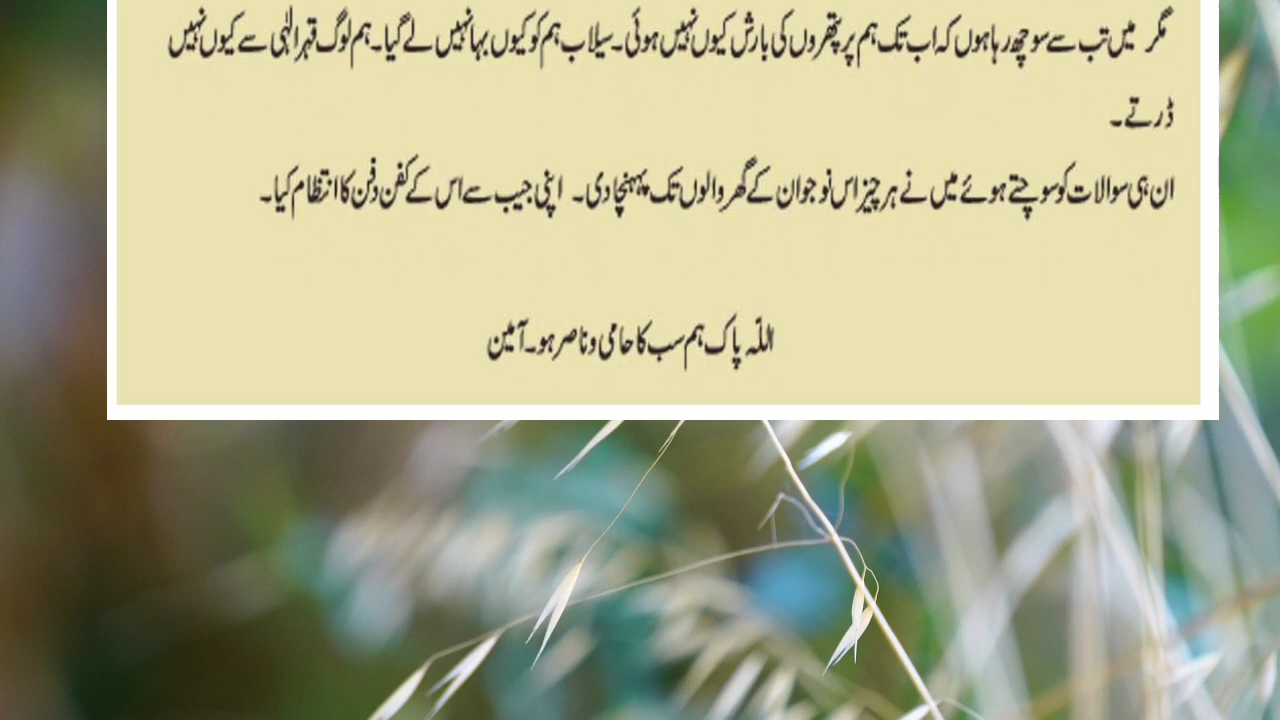 مگر میں تب سے سوچھ رہا ہوں کہ اب تک ہم پر پتھروں کی بارش کیوں نہیں ہوئی۔ سیلاب ہم کو کیوں بہا نہیں لے گیا۔ ہم لوگ قہر الٰہی سے کیوں نہیں
ڈرتے۔
ان ہی سوالات کو سوچتے ہوئے میں نے ہر چیز اس نوجوان کے گھر والوں تک پہنچا دی۔ اپنی جیب سے اس کے کفن دفن کا انتظام کیا۔
اللہ پاک ہم سب کا حامی و ناصر ہو۔ آمین